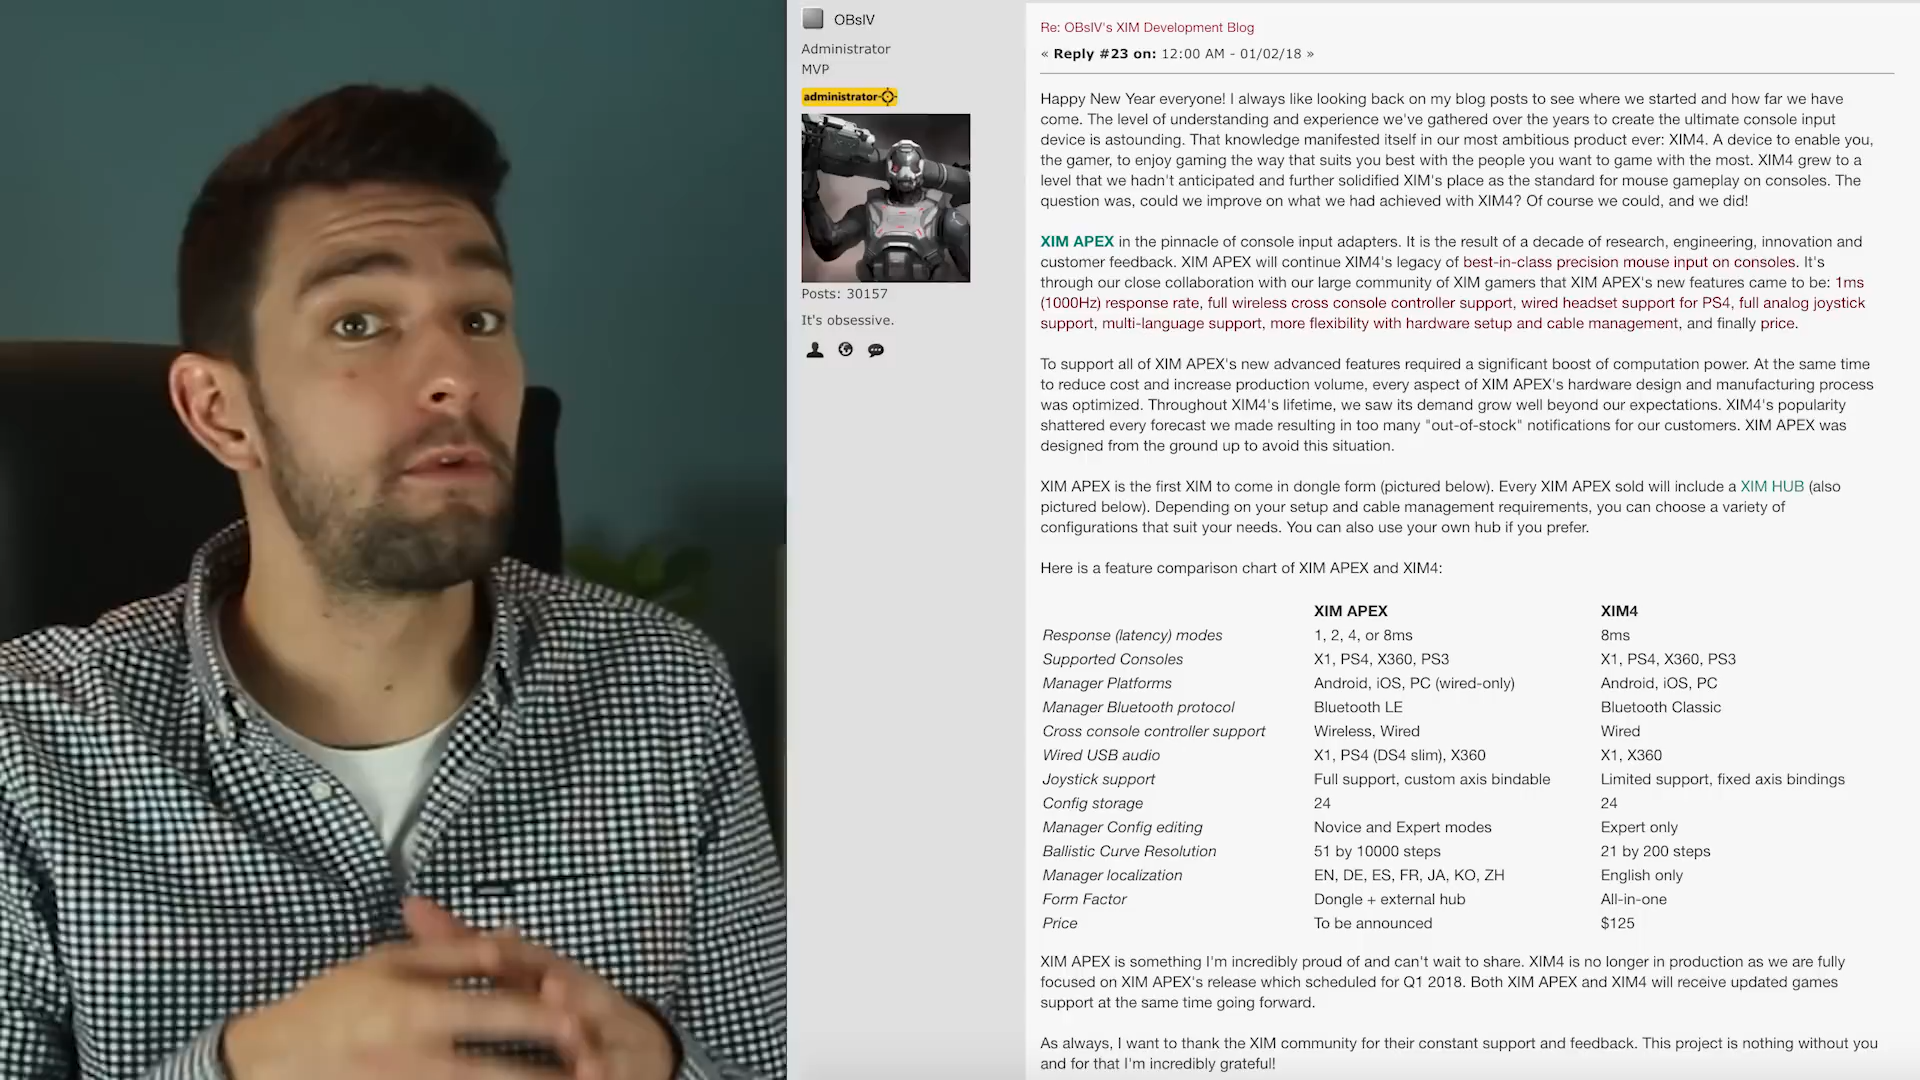 OBsIV
Administrator
MVP
administrator
Posts: 30157
It's obsessive.
Re: OBsIV's XIM Development Blog
« Reply #23 on: 12:00 AM - 01/02/18 »
Happy New Year everyone! I always like looking back on my blog posts to see where we started and how far we have
come. The level of understanding and experience we've gathered over the years to create the ultimate console input
device is astounding. That knowledge manifested itself in our most ambitious product ever: XIM4. A device to enable you,
the gamer, to enjoy gaming the way that suits you best with the people you want to game with the most. XIM4 grew to a
level that we hadn't anticipated and further solidified XIM's place as the standard for mouse gameplay on consoles. The
question was, could we improve on what we had achieved with XIM4? Of course we could, and we did!
XIM APEX in the pinnacle of console input adapters. It is the result of a decade of research, engineering, innovation and
customer feedback. XIM APEX will continue XIM4's legacy of best-in-class precision mouse input on consoles. It's
through our close collaboration with our large community of XIM gamers that XIM APEX's new features came to be: 1ms
(1000Hz) response rate, full wireless cross console controller support, wired headset support for PS4, full analog joystick
support, multi-language support, more flexibility with hardware setup and cable management, and finally price.
To support all of XIM APEX's new advanced features required a significant boost of computation power. At the same time
to reduce cost and increase production volume, every aspect of XIM APEX's hardware design and manufacturing process
was optimized. Throughout XIM4's lifetime, we saw its demand grow well beyond our expectations. XIM4's popularity
shattered every forecast we made resulting in too many "out-of-stock" notifications for our customers. XIM APEX was
designed from the ground up to avoid this situation.
XIM APEX is the first XIM to come in dongle form (pictured below). Every XIM APEX sold will include a XIM HUB (also
pictured below). Depending on your setup and cable management requirements, you can choose a variety of
configurations that suit your needs. You can also use your own hub if you prefer.
Here is a feature comparison chart of XIM APEX and XIM4:
XIM APEX XIM4
Response (latency) modes 1, 2, 4, or 8ms 8ms
Supported Consoles X1, PS4, X360, PS3 X1, PS4, X360, PS3
Manager Platforms Android, iOS, PC (wired-only) Android, iOS, PC
Manager Bluetooth protocol Bluetooth LE Bluetooth Classic
Cross console controller support Wireless, Wired Wired
Wired USB audio X1, PS4 (DS4 slim), X360 X1, X360
Joystick support Full support, custom axis bindable Limited support, fixed axis bindings
Config storage 24 24
Manager Config editing Novice and Expert modes Expert only
Ballistic Curve Resolution 51 by 10000 steps 21 by 200 steps
Manager localization EN, DE, ES, FR, JA, KO, ZH English only
Form Factor Dongle + external hub All-in-one
Price To be announced $125
XIM APEX is something I'm incredibly proud of and can't wait to share. XIM4 is no longer in production as we are fully
focused on XIM APEX's release which scheduled for Q1 2018. Both XIM APEX and XIM4 will receive updated games
support at the same time going forward.
As always, I want to thank the XIM community for their constant support and feedback. This project is nothing without you
and for that I'm incredibly grateful!